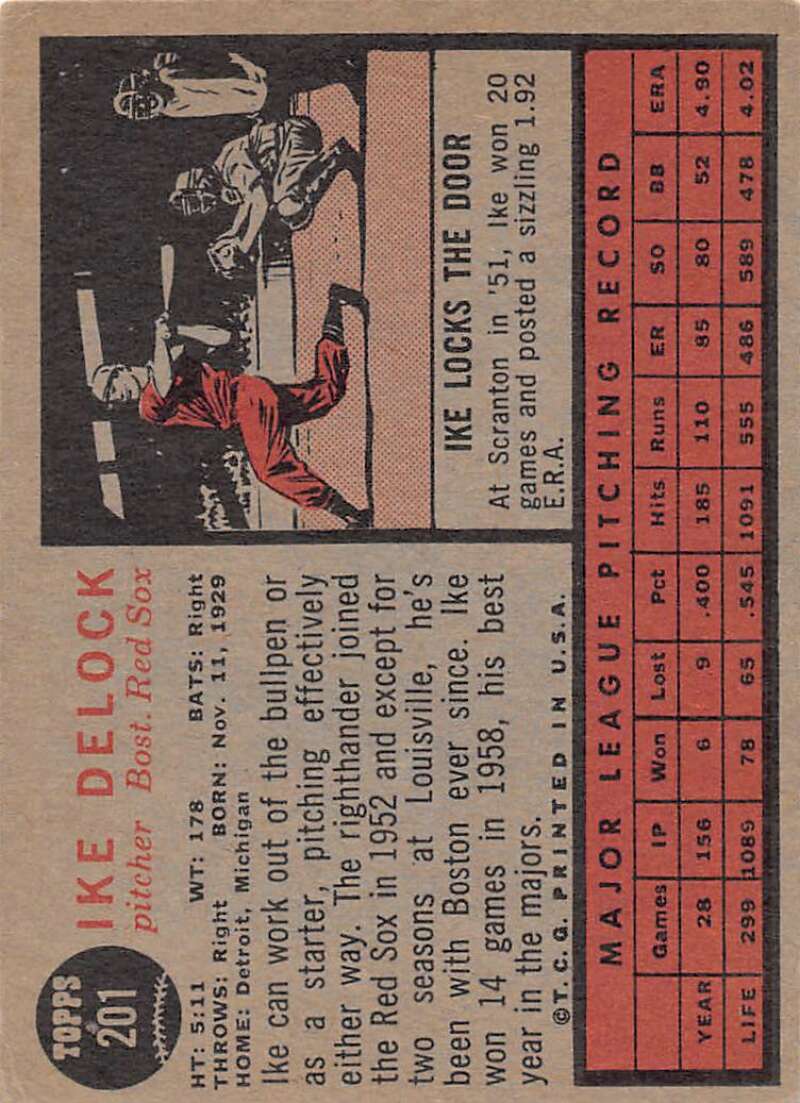 TOPPS
201
IKE DELOCK
pitcher Bost. Red Sox
HT: 5:11 WT: 178 BATS: Right
THROWS: Right BORN: Nov. 11, 1929
HOME: Detroit, Michigan
Ike can work out of the bullpen or
as a starter, pitching effectively
either way. The righthander joined
the Red Sox in 1952 and except for
two seasons at Louisville, he's
been with Boston ever since. Ike
won 14 games in 1958, his best
year in the majors.
©T.C.G. PRINTED IN U.S.A.
IKE LOCKS THE DOOR
At Scranton in '51, Ike won 20
games and posted a sizzling 1.92
E.R.A.
MAJOR LEAGUE PITCHING RECORD
Games IP Won Lost Pct Hits Runs ER SO BB ERA
YEAR 28 156 6 9 .400 185 110 85 80 52 4.90
LIFE 299 1089 78 65 .545 1091 555 486 589 478 4.02